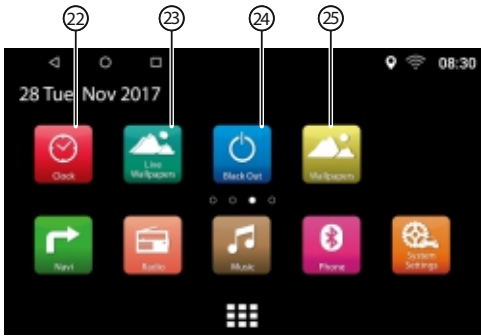 22 23 24 25
08:30
28 Tue, Nov 2017
Clock Live Wallpapers Black Out Wallpapers
Navi Radio Music Phone System Settings